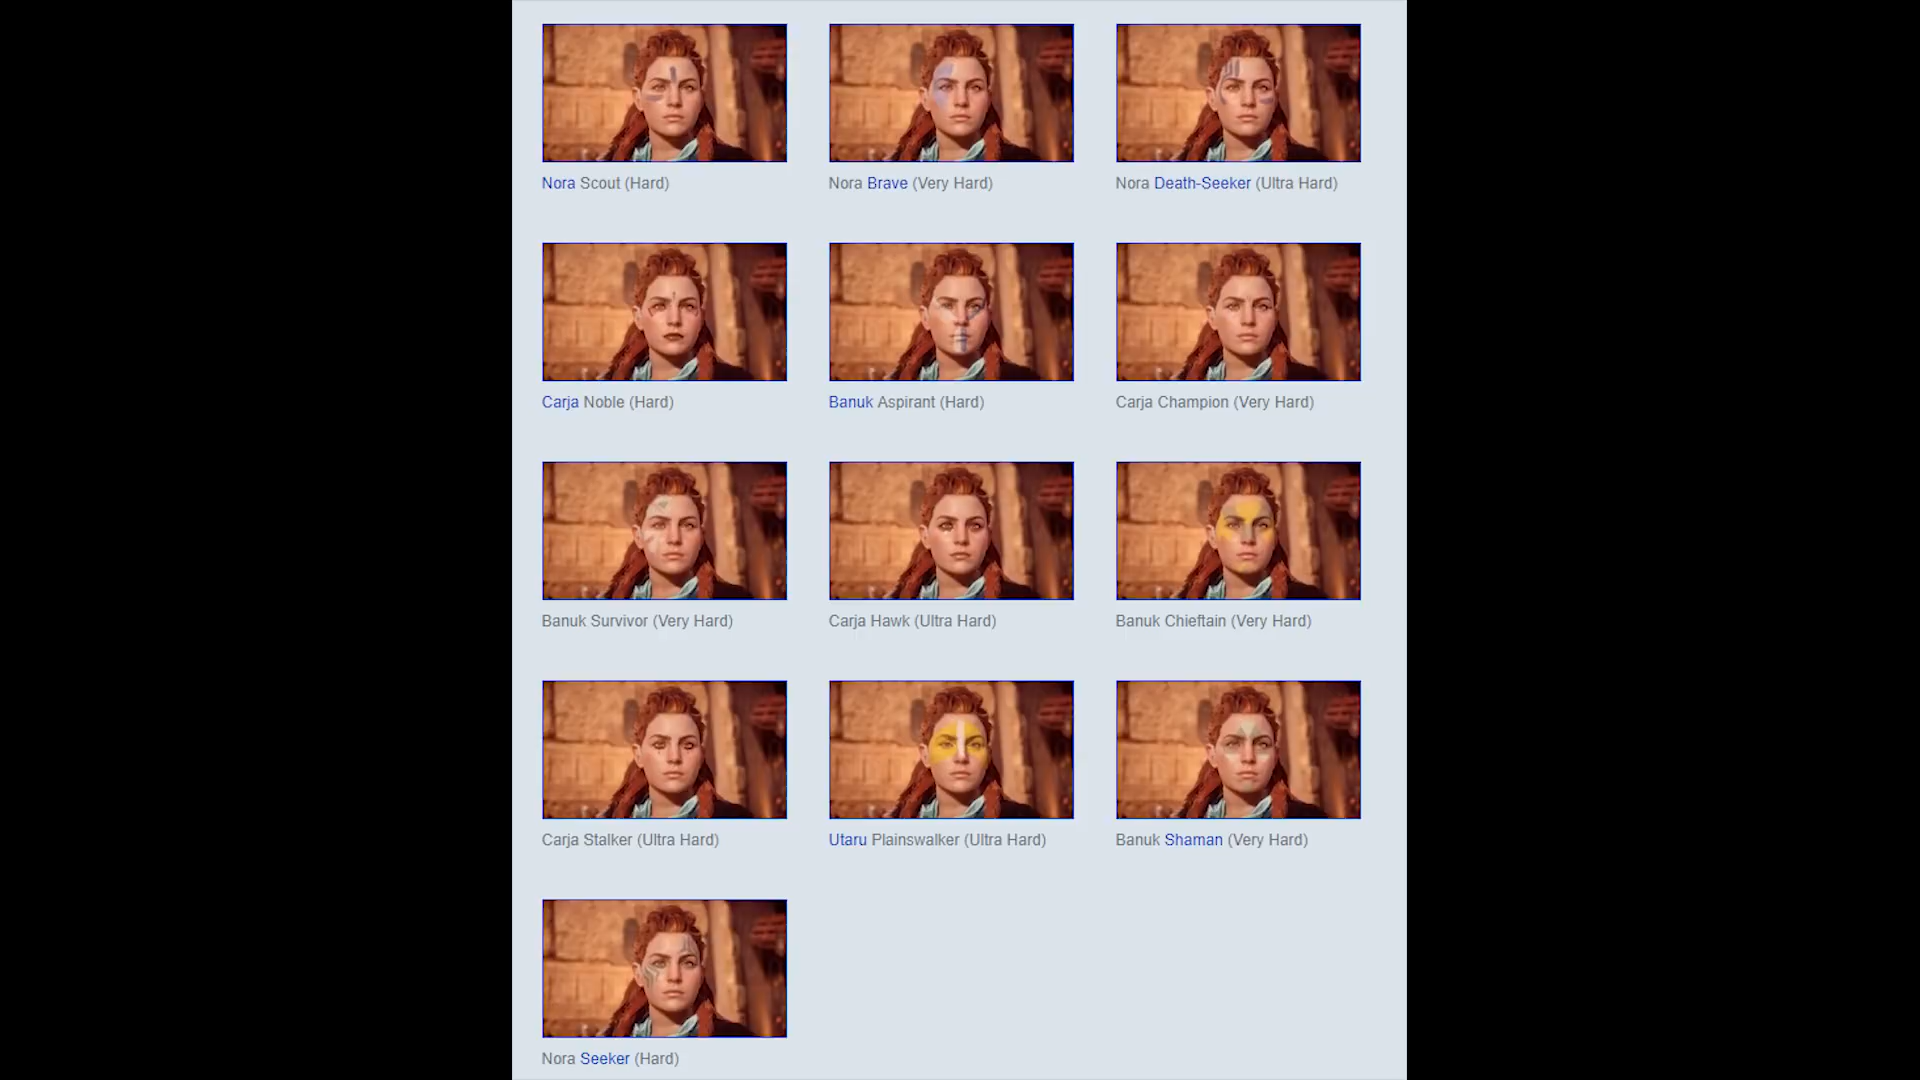 Nora Scout (Hard)
Nora Brave (Very Hard)
Nora Death-Seeker (Ultra Hard)
Carja Noble (Hard)
Banuk Aspirant (Hard)
Carja Champion (Very Hard)
Banuk Survivor (Very Hard)
Carja Hawk (Ultra Hard)
Banuk Chieftain (Very Hard)
Carja Stalker (Ultra Hard)
Utaru Plainswalker (Ultra Hard)
Banuk Shaman (Very Hard)
Nora Seeker (Hard)